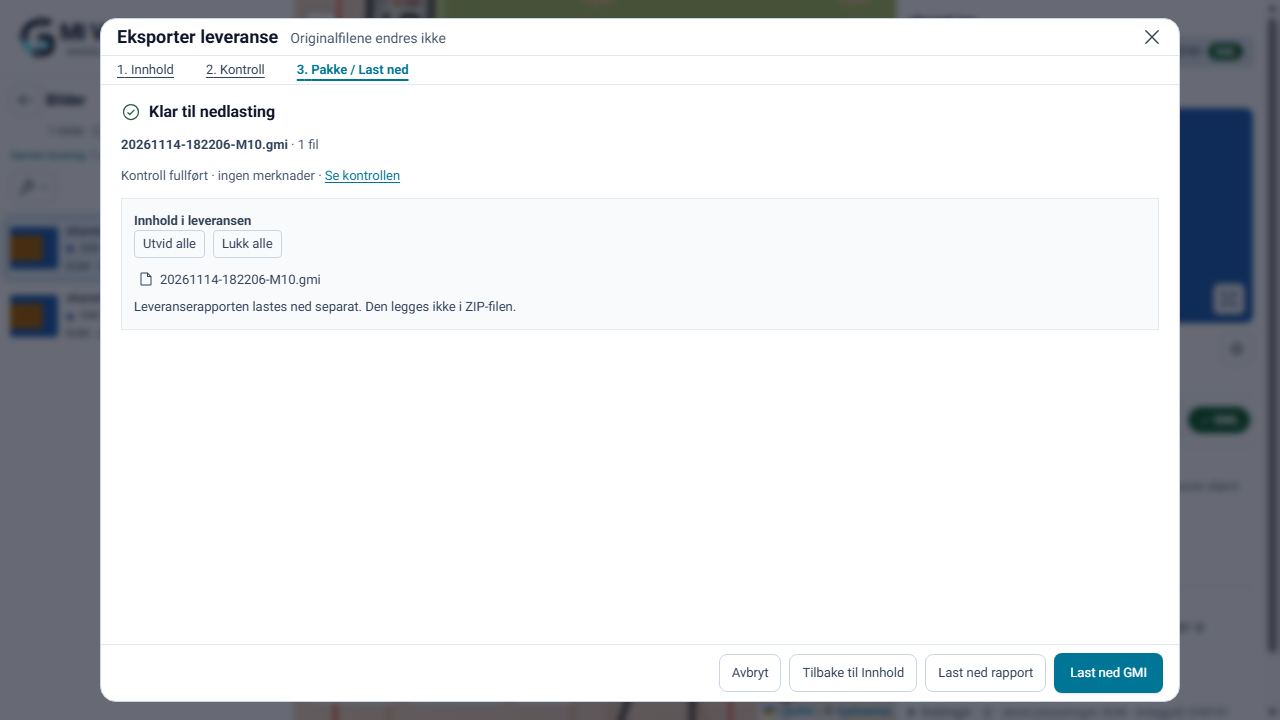 Eksporter leveranse Originalfilene endres ikke
1. Innhold 2. Kontroll 3. Pakke / Last ned
Klar til nedlasting
20261114-182206-M10.gmi · 1 fil
Kontroll fullført · ingen merknader · Se kontrollen
Innhold i leveransen
Utvid alle Lukk alle
20261114-182206-M10.gmi
Leveranserapporten lastes ned separat. Den legges ikke i ZIP-filen.
Avbryt Tilbake til Innhold Last ned rapport Last ned GMI
Bilder